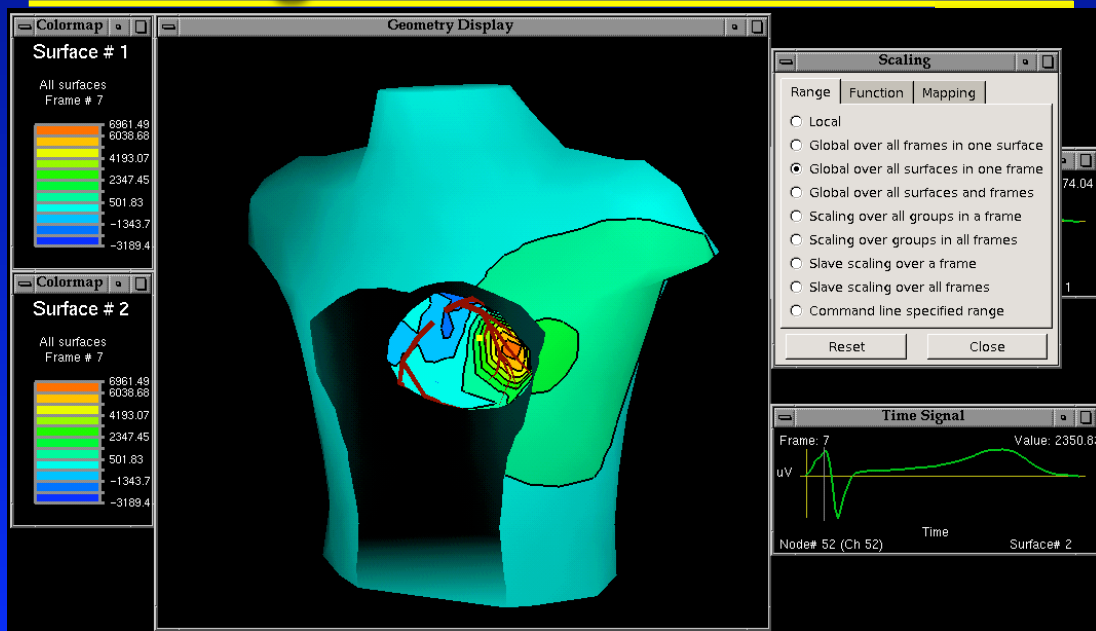 Colormap
Surface # 1
All surfaces
Frame # 7
6961.49
6038.68
4193.07
2347.45
501.83
-1343.7
-3189.4
Colormap
Surface # 2
All surfaces
Frame # 7
6961.49
6038.68
4193.07
2347.45
501.83
-1343.7
-3189.4
Geometry Display
Scaling
Range Function Mapping
Local
Global over all frames in one surface
Global over all surfaces in one frame
Global over all surfaces and frames
Scaling over all groups in a frame
Scaling over groups in all frames
Slave scaling over a frame
Slave scaling over all frames
Command line specified range
Reset Close
74.04
1
Time Signal
Frame: 7 Value: 2350.83
uV
Time
Node# 52 (Ch 52) Surface# 2